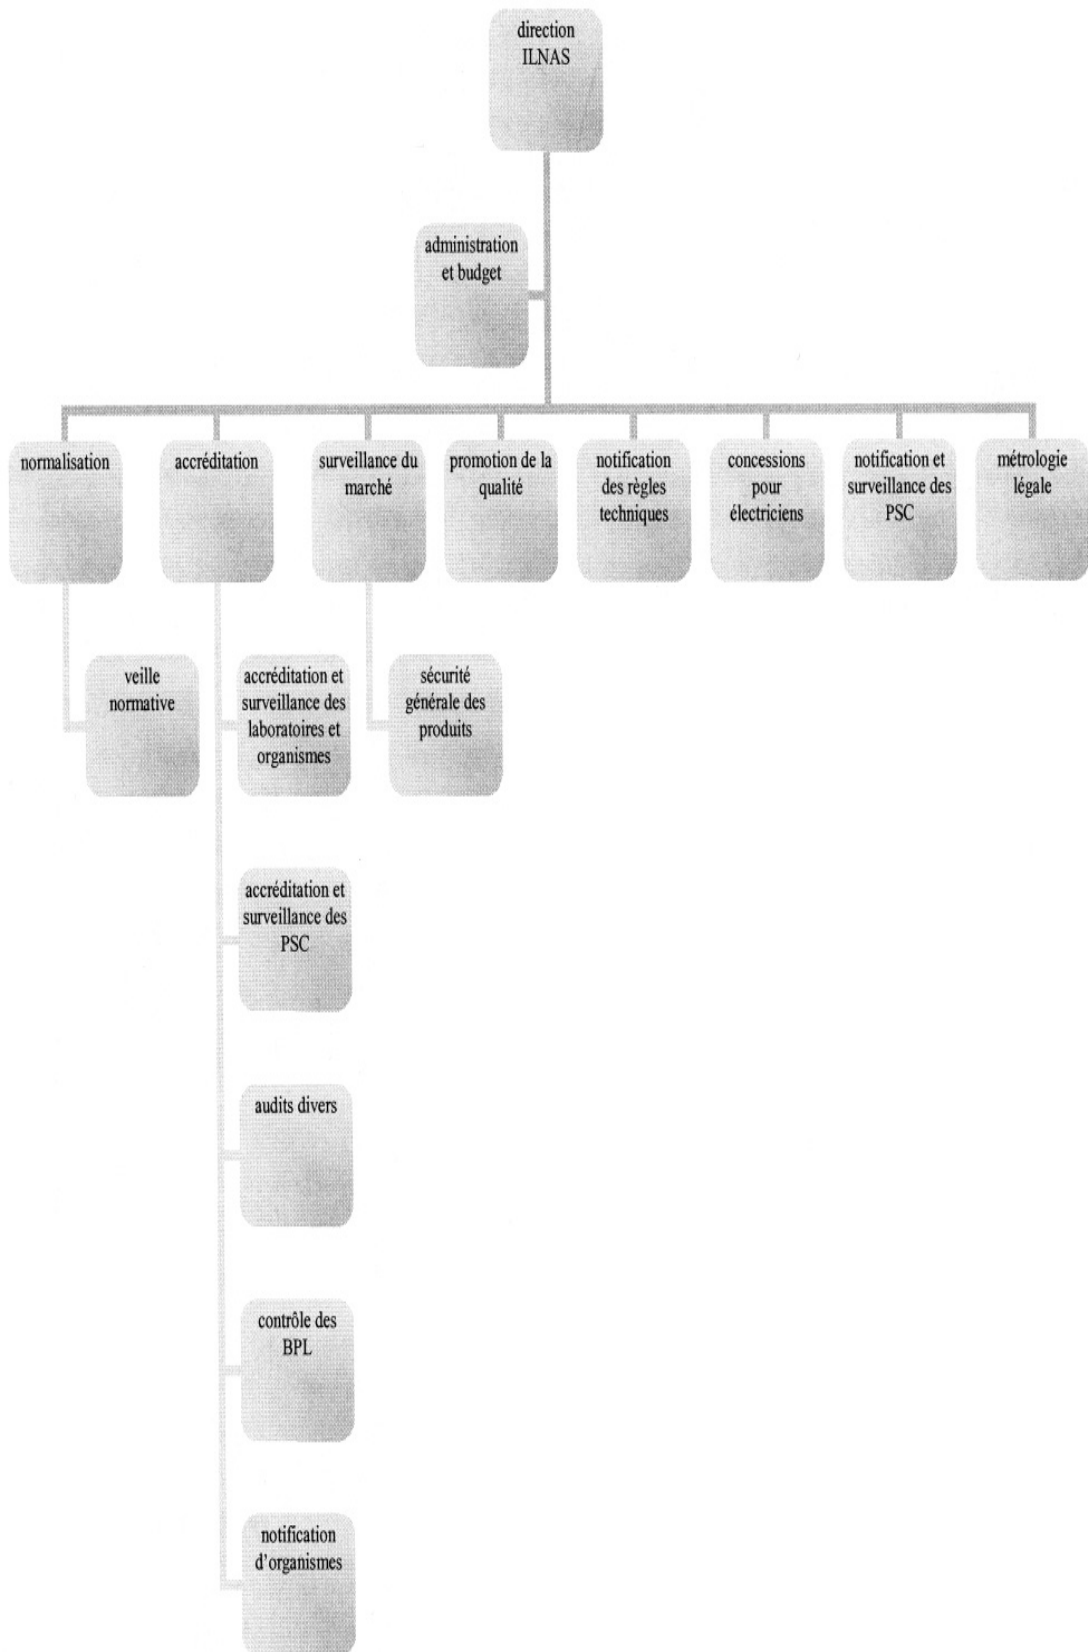 direction
ILNAS
administration
et budget
normalisation
accréditation
surveillance du
marché
promotion de la
qualité
notification
des règles
techniques
concessions
pour
électriciens
notification et
surveillance des
PSC
métrologie
légale
veille
normative
accréditation et
surveillance des
laboratoires et
organismes
sécurité
générale des
produits
accréditation et
surveillance des
PSC
audits divers
contrôle des
BPL
notification
d'organismes